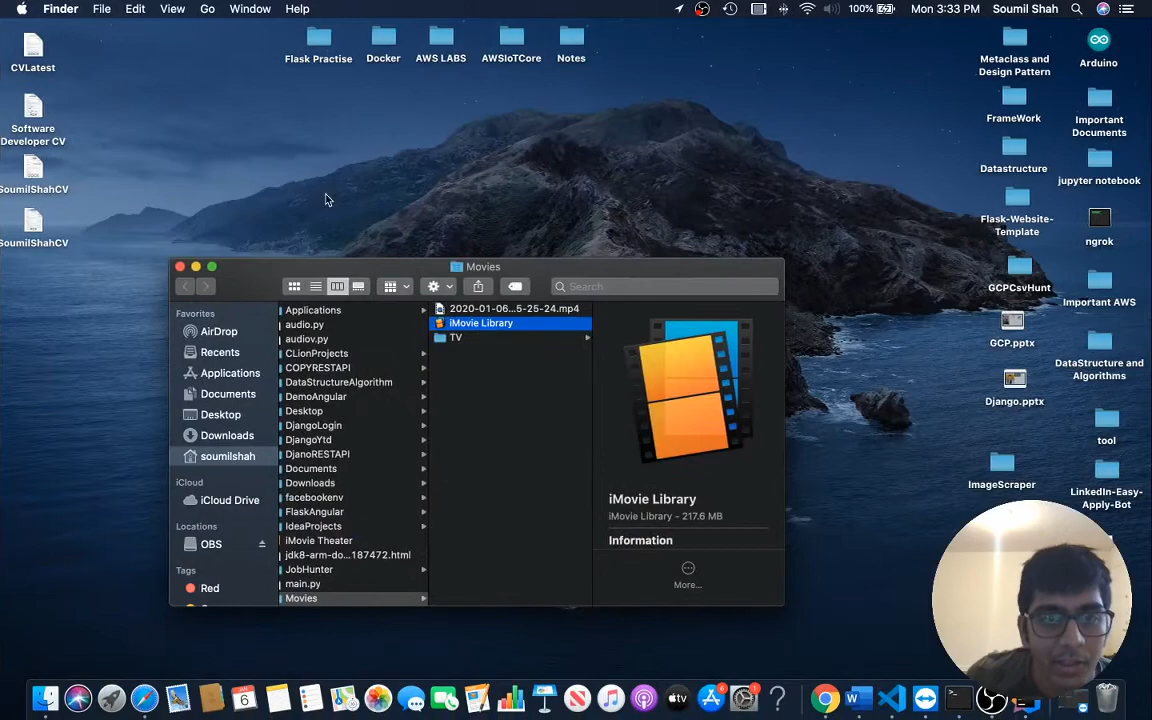 Finder File Edit View Go Window Help
100% Mon 3:33 PM Soumil Shah
CVLatest
Software
Developer CV
SoumilShahCV
SoumilShahCV
Flask Practise
Docker
AWS LABS
AWSIoTCore
Notes
Metaclass and
Design Pattern
FrameWork
Datastructure
Flask-Website-
Template
GCPCsvHunt
GCP.pptx
Django.pptx
ImageScraper
Arduino
Important
Documents
jupyter notebook
ngrok
Important AWS
DataStructure and
Algorithms
tool
LinkedIn-Easy-
Apply-Bot
Movies
Search
Favorites
AirDrop
Recents
Applications
Documents
Desktop
Downloads
soumilshah
iCloud
iCloud Drive
Locations
OBS
Tags
Red
Applications
audio.py
audiov.py
CLionProjects
COPYRESTAPI
DataStructureAlgorithm
DemoAngular
Desktop
DjangoLogin
DjangoYtd
DjanoRESTAPI
Documents
Downloads
facebookenv
FlaskAngular
IdeaProjects
iMovie Theater
jdk8-arm-do...187472.html
JobHunter
main.py
Movies
2020-01-06...5-25-24.mp4
iMovie Library
TV
iMovie Library
iMovie Library - 217.6 MB
Information
More...
JAN
6
tv
6
1